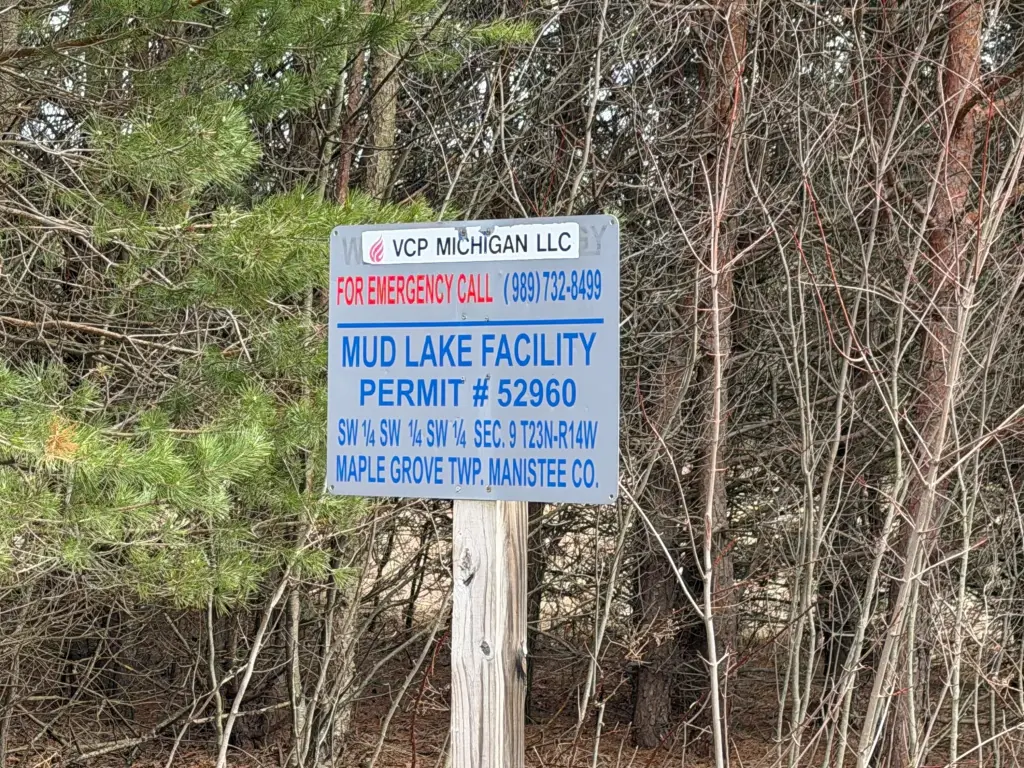 VCP MICHIGAN LLC
FOR EMERGENCY CALL (989)732-8499
MUD LAKE FACILITY
PERMIT # 52960
SW 1/4 SW 1/4 SW 1/4 SEC. 9 T23N-R14W
MAPLE GROVE TWP. MANISTEE CO.